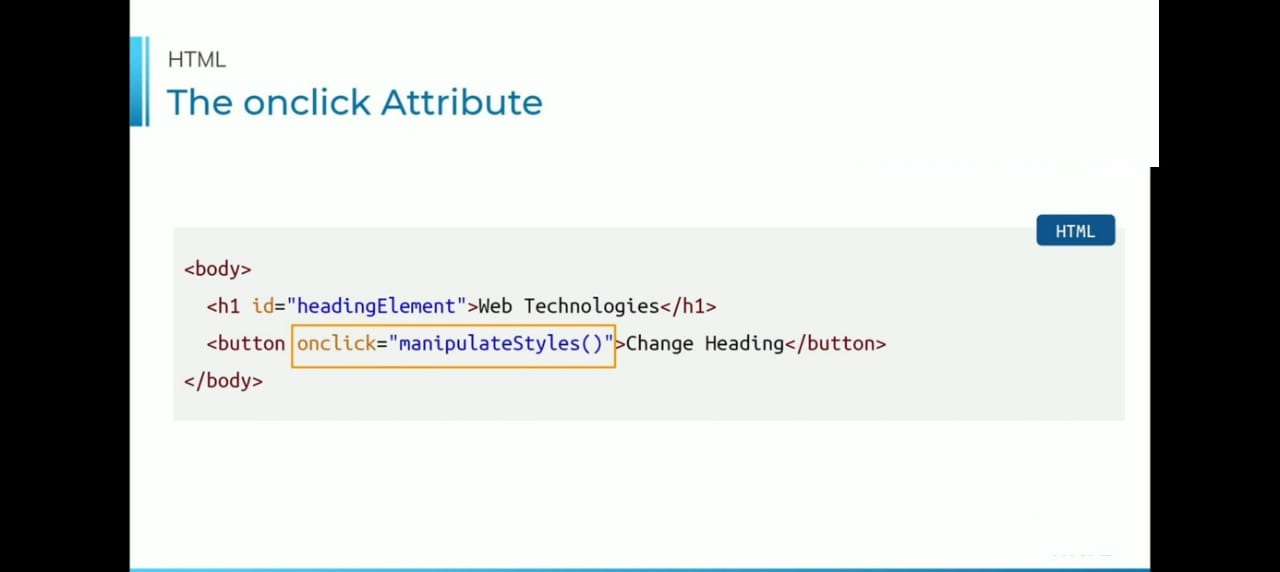 HTML
The onclick Attribute
HTML
<body>
<h1 id="headingElement">Web Technologies</h1>
<button onclick="manipulateStyles()">Change Heading</button>
</body>